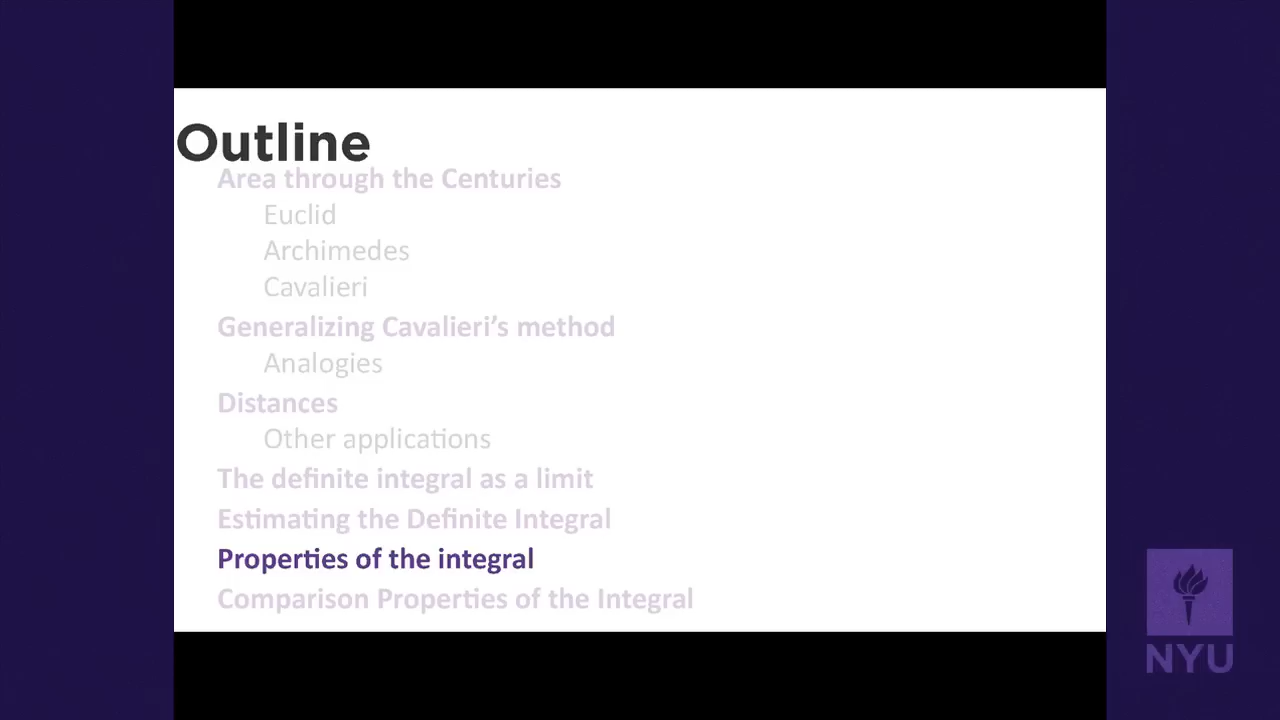 Outline
Area through the Centuries
Euclid
Archimedes
Cavalieri
Generalizing Cavalieri’s method
Analogies
Distances
Other applications
The definite integral as a limit
Estimating the Definite Integral
Properties of the integral
Comparison Properties of the Integral
NYU